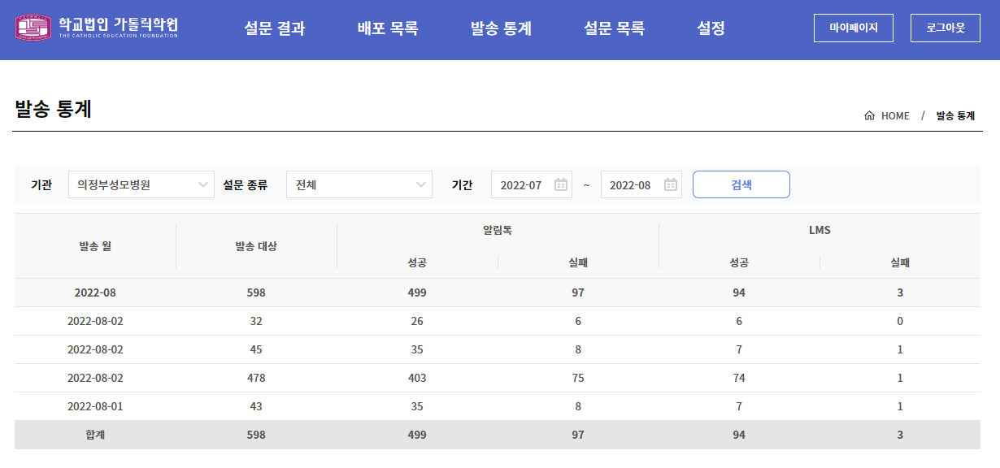 학교법인 가톨릭학원
THE CATHOLIC EDUCATION FOUNDATION
설문 결과 배포 목록 발송 통계 설문 목록 설정
마이페이지 로그아웃
발송 통계
HOME / 발송 통계
기관 의정부성모병원 설문 종류 전체 기간 2022-07 ~ 2022-08 검색
발송 월 발송 대상 알림톡 LMS
성공 실패 성공 실패
2022-08 598 499 97 94 3
2022-08-02 32 26 6 6 0
2022-08-02 45 35 8 7 1
2022-08-02 478 403 75 74 1
2022-08-01 43 35 8 7 1
합계 598 499 97 94 3